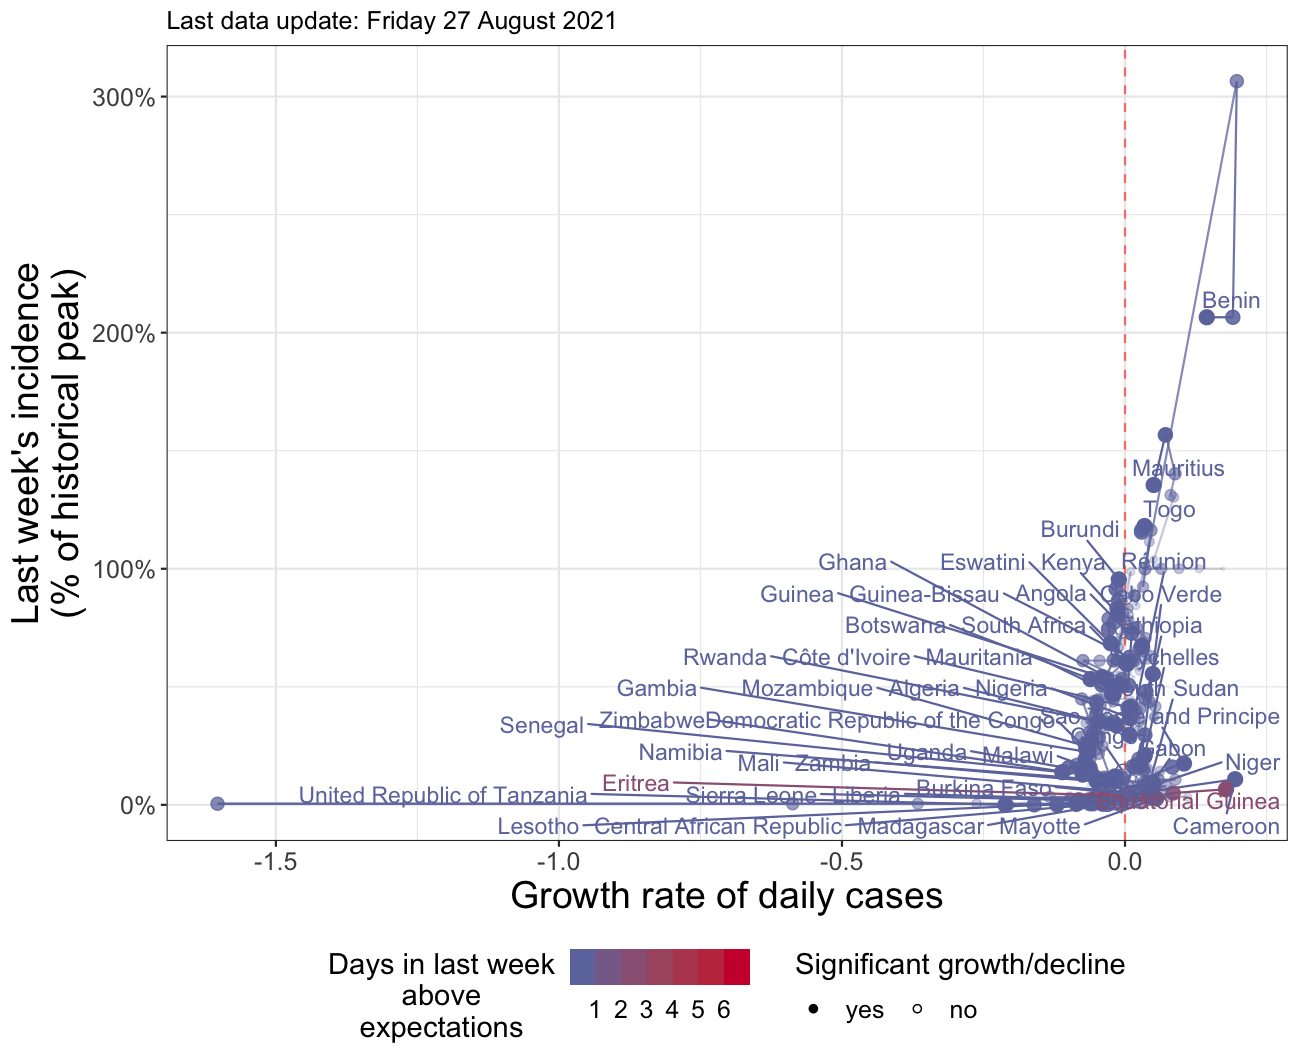 Last data update: Friday 27 August 2021
Last week's incidence
(% of historical peak)
300%
200%
100%
0%
Benin
Mauritius
Togo
Burundi
Ghana
Eswatini
Kenya
Réunion
Guinea
Guinea-Bissau
Angola
Cabo Verde
Botswana
South Africa
Ethiopia
Rwanda
Côte d'Ivoire
Mauritania
Gambia
Mozambique
Algeria
Nigeria
Sudan
Senegal
Zimbabwe
Democratic Republic of the Congo
Sao
and Principe
Namibia
Uganda
Malawi
Gabon
Mali
Zambia
Niger
Eritrea
United Republic of Tanzania
Sierra Leone
Liberia
Burkina Faso
Equatorial Guinea
Lesotho
Central African Republic
Madagascar
Mayotte
Cameroon
-1.5
-1.0
-0.5
0.0
Growth rate of daily cases
Days in last week
above
expectations
1 2 3 4 5 6
Significant growth/decline
yes
no